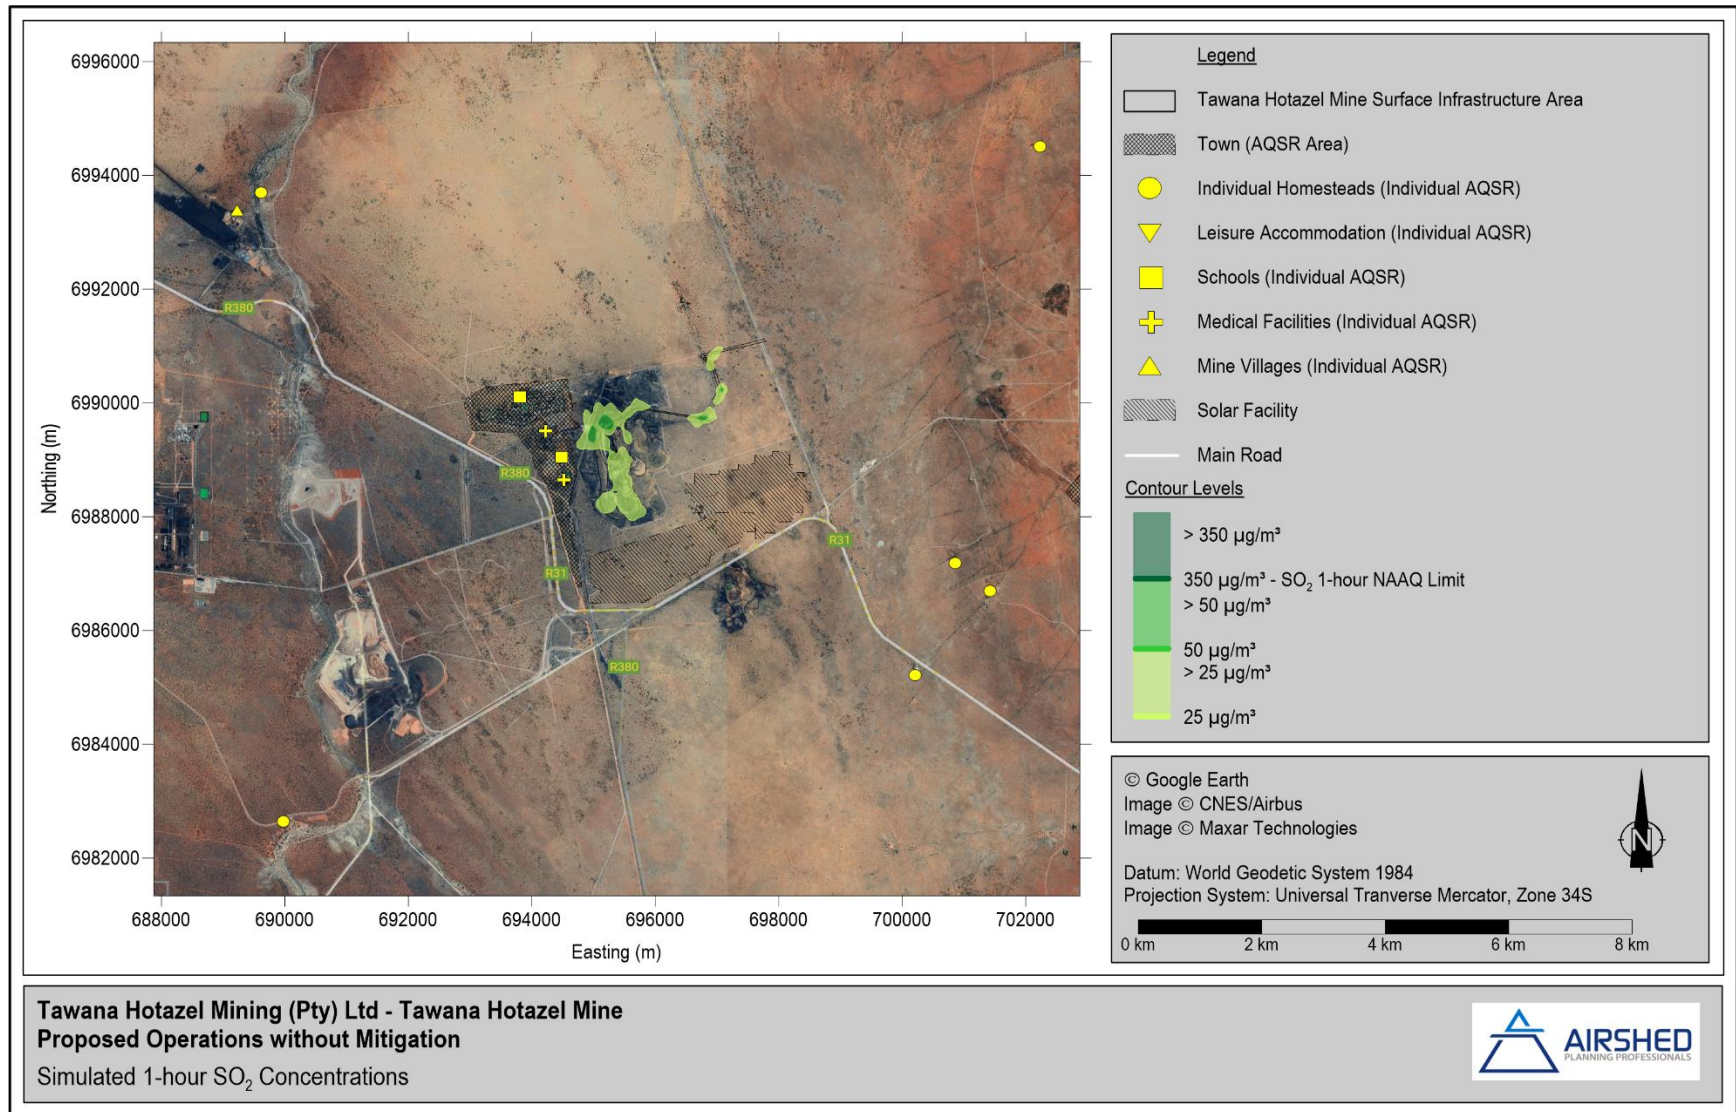 6996000
6994000
6992000
6990000
6988000
6986000
6984000
6982000
Northing (m)
688000 690000 692000 694000 696000 698000 700000 702000
Easting (m)
R380
R380
R31
R31
R380
Legend
Tawana Hotazel Mine Surface Infrastructure Area
Town (AQSR Area)
Individual Homesteads (Individual AQSR)
Leisure Accommodation (Individual AQSR)
Schools (Individual AQSR)
Medical Facilities (Individual AQSR)
Mine Villages (Individual AQSR)
Solar Facility
Main Road
Contour Levels
> 350 µg/m³
350 µg/m³ - SO₂ 1-hour NAAQ Limit
> 50 µg/m³
50 µg/m³
> 25 µg/m³
25 µg/m³
© Google Earth
Image © CNES/Airbus
Image © Maxar Technologies
N
Datum: World Geodetic System 1984
Projection System: Universal Tranverse Mercator, Zone 34S
0 km 2 km 4 km 6 km 8 km
Tawana Hotazel Mining (Pty) Ltd - Tawana Hotazel Mine
Proposed Operations without Mitigation
Simulated 1-hour SO₂ Concentrations
AIRSHED
PLANNING PROFESSIONALS